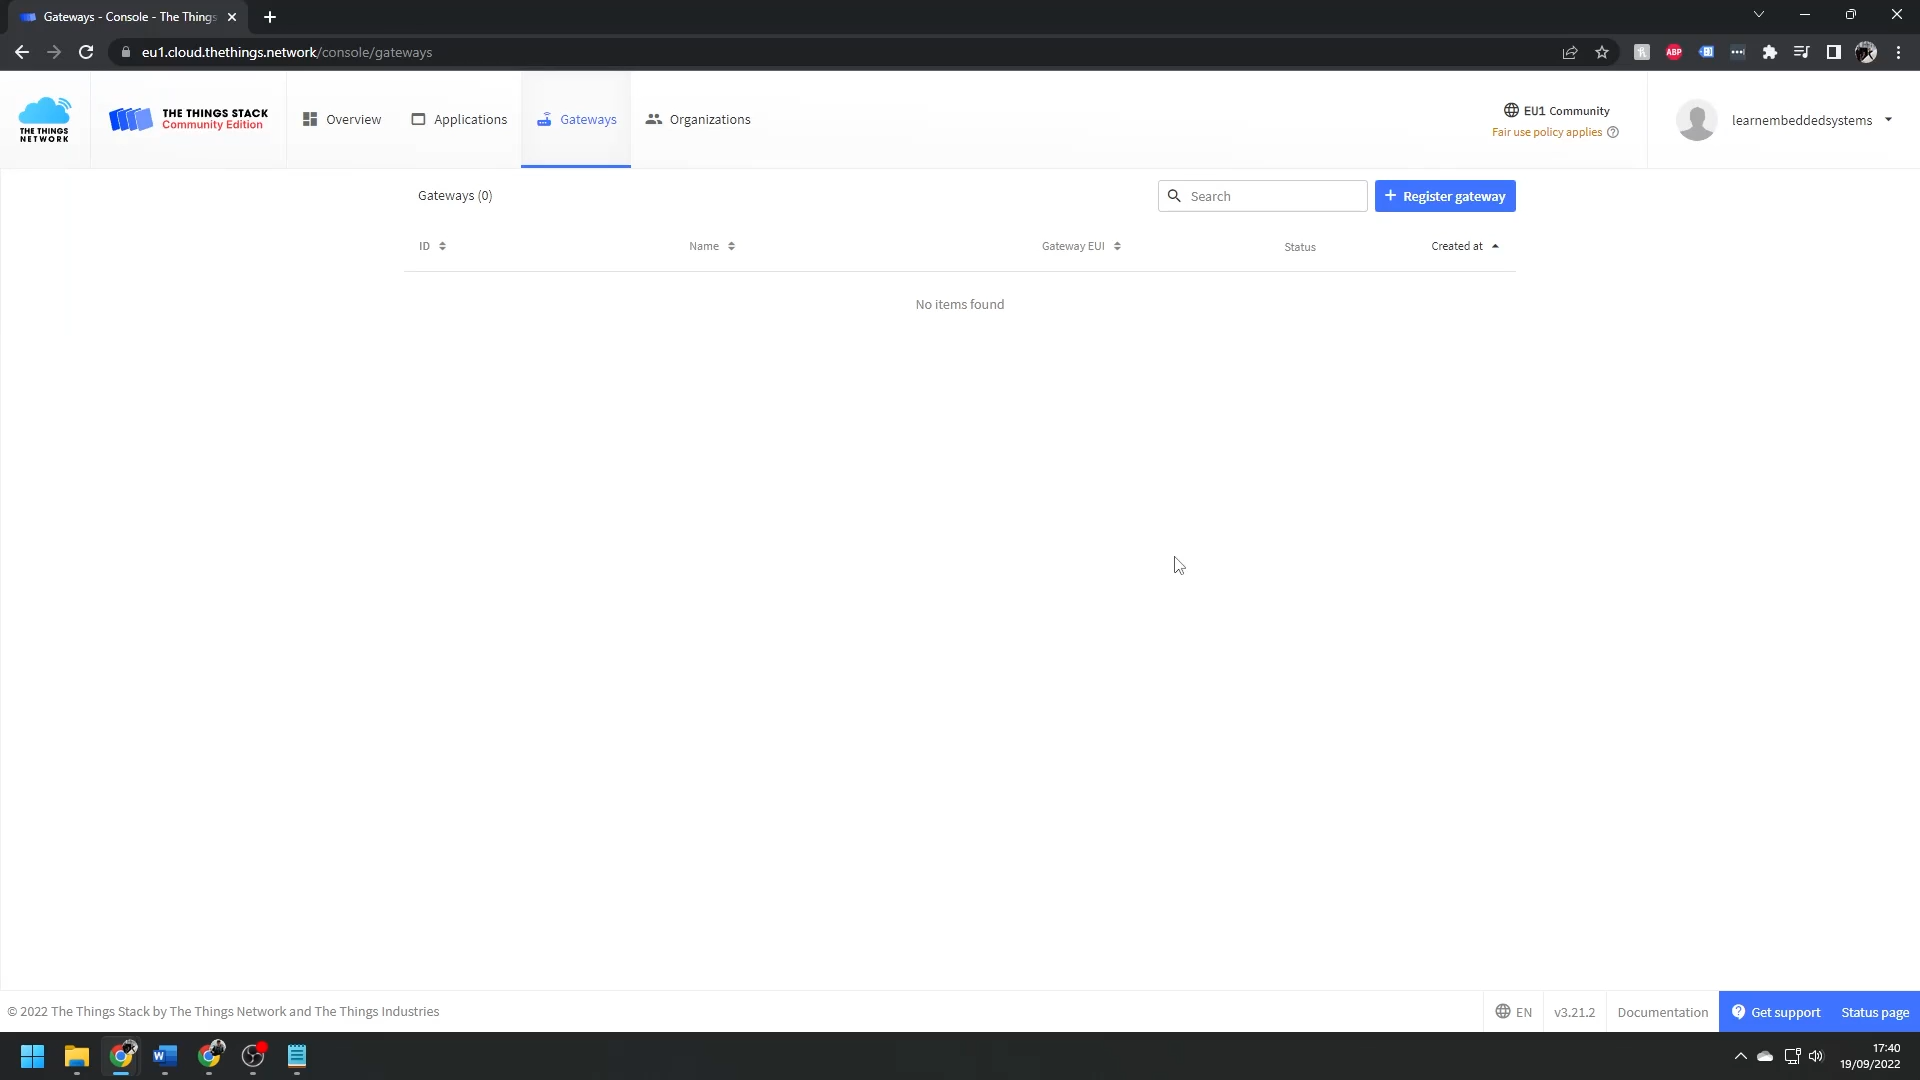 Gateways - Console - The Things
eu1.cloud.thethings.network/console/gateways
ABP
THE THINGS NETWORK
THE THINGS STACK
Community Edition
Overview
Applications
Gateways
Organizations
EU1 Community
Fair use policy applies
learnembeddedsystems
Gateways (0)
Search
+ Register gateway
ID
Name
Gateway EUI
Status
Created at
No items found
© 2022 The Things Stack by The Things Network and The Things Industries
EN
v3.21.2
Documentation
Get support
Status page
17:40
19/09/2022